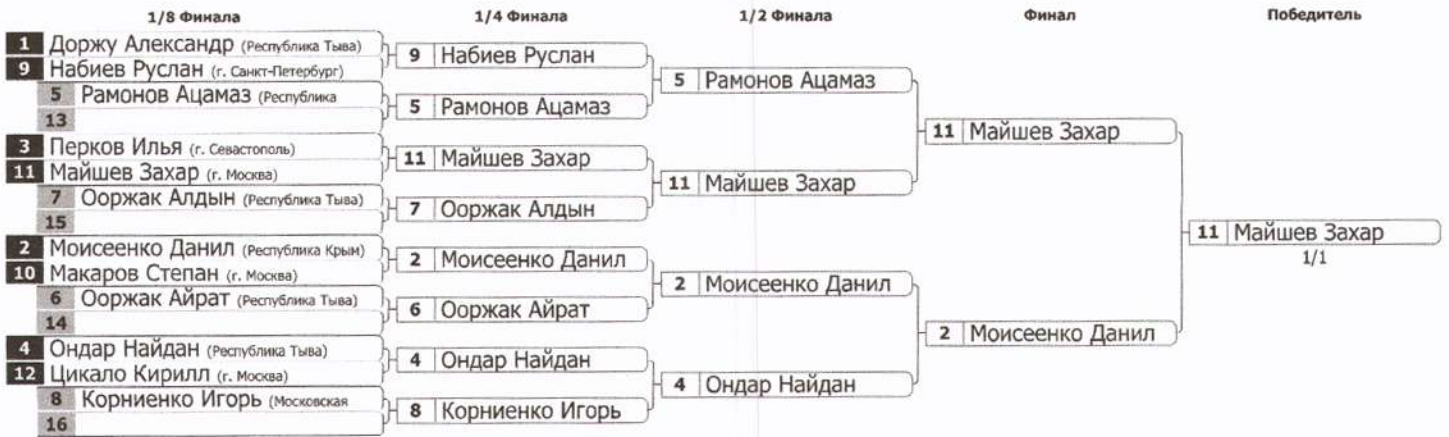 1/8 Финала 1/4 Финала 1/2 Финала Финал Победитель
1 Доржу Александр (Республика Тыва)
9 Набиев Руслан (г. Санкт-Петербург)
5 Рамонов Ацамаз (Республика
13
3 Перков Илья (г. Севастополь)
11 Майшев Захар (г. Москва)
7 Ооржак Алдын (Республика Тыва)
15
2 Моисеенко Данил (Республика Крым)
10 Макаров Степан (г. Москва)
6 Ооржак Айрат (Республика Тыва)
14
4 Ондар Найдан (Республика Тыва)
12 Цикало Кирилл (г. Москва)
8 Корниенко Игорь (Московская
16
9 Набиев Руслан
5 Рамонов Ацамаз
11 Майшев Захар
7 Ооржак Алдын
2 Моисеенко Данил
6 Ооржак Айрат
4 Ондар Найдан
8 Корниенко Игорь
5 Рамонов Ацамаз
11 Майшев Захар
2 Моисеенко Данил
4 Ондар Найдан
11 Майшев Захар
2 Моисеенко Данил
11 Майшев Захар
1/1